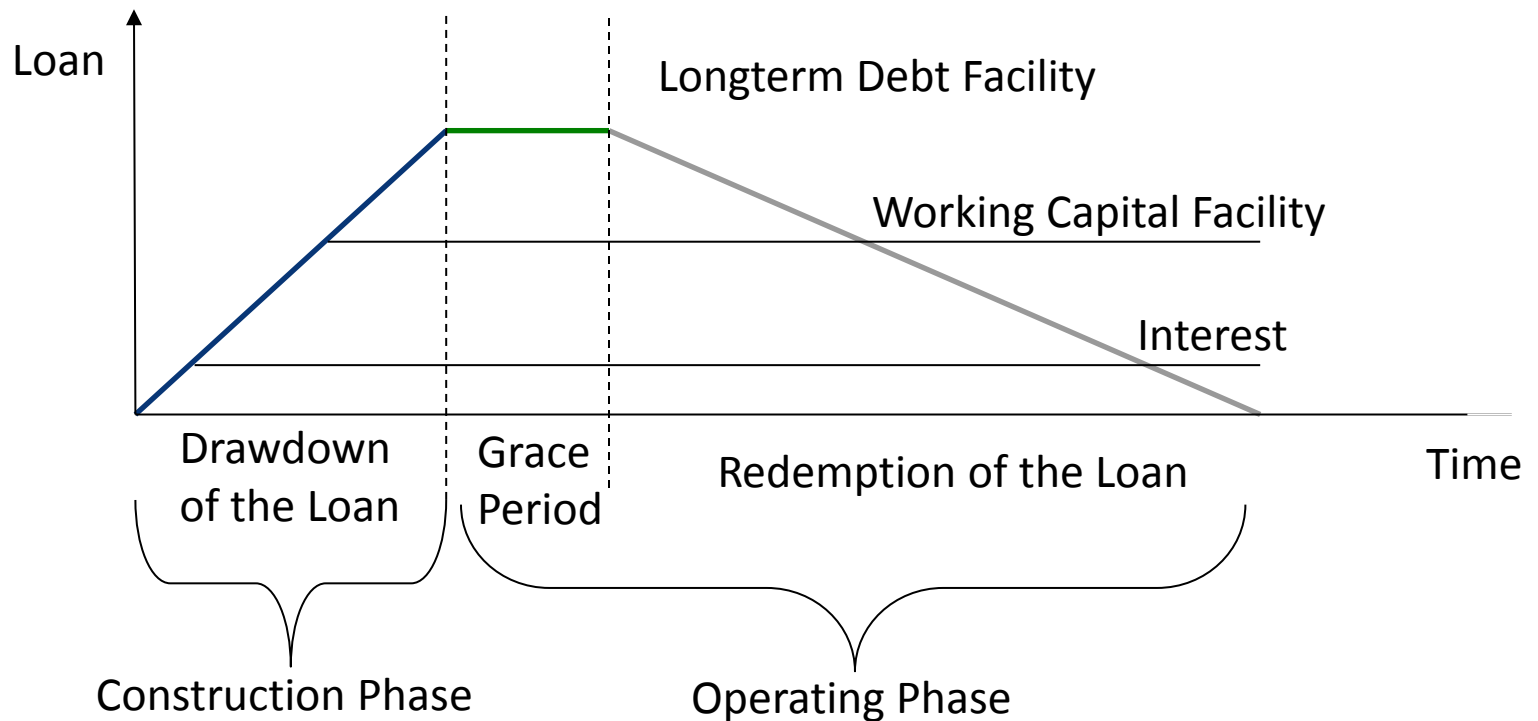 Loan
Longterm Debt Facility
Working Capital Facility
Interest
Drawdown
of the Loan
Grace
Period
Redemption of the Loan
Time
Construction Phase
Operating Phase